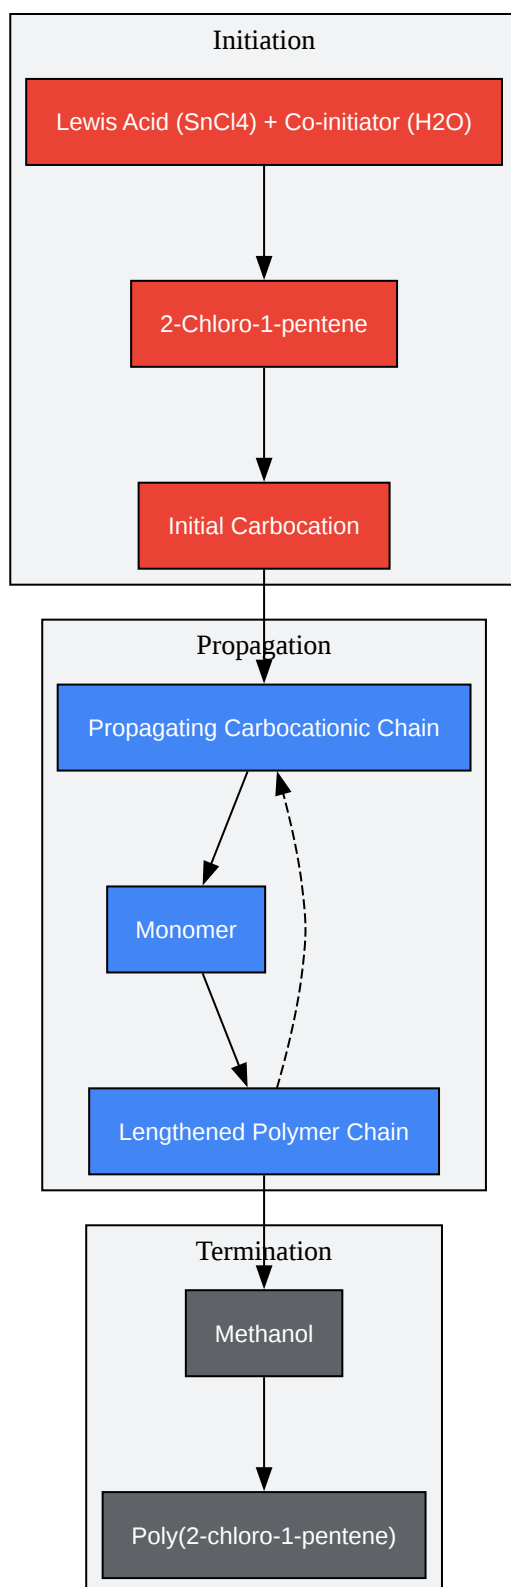 Initiation
Lewis Acid (SnCl4) + Co-initiator (H2O)
2-Chloro-1-pentene
Initial Carbocation
Propagation
Propagating Carbocationic Chain
Monomer
Lengthened Polymer Chain
Termination
Methanol
Poly(2-chloro-1-pentene)